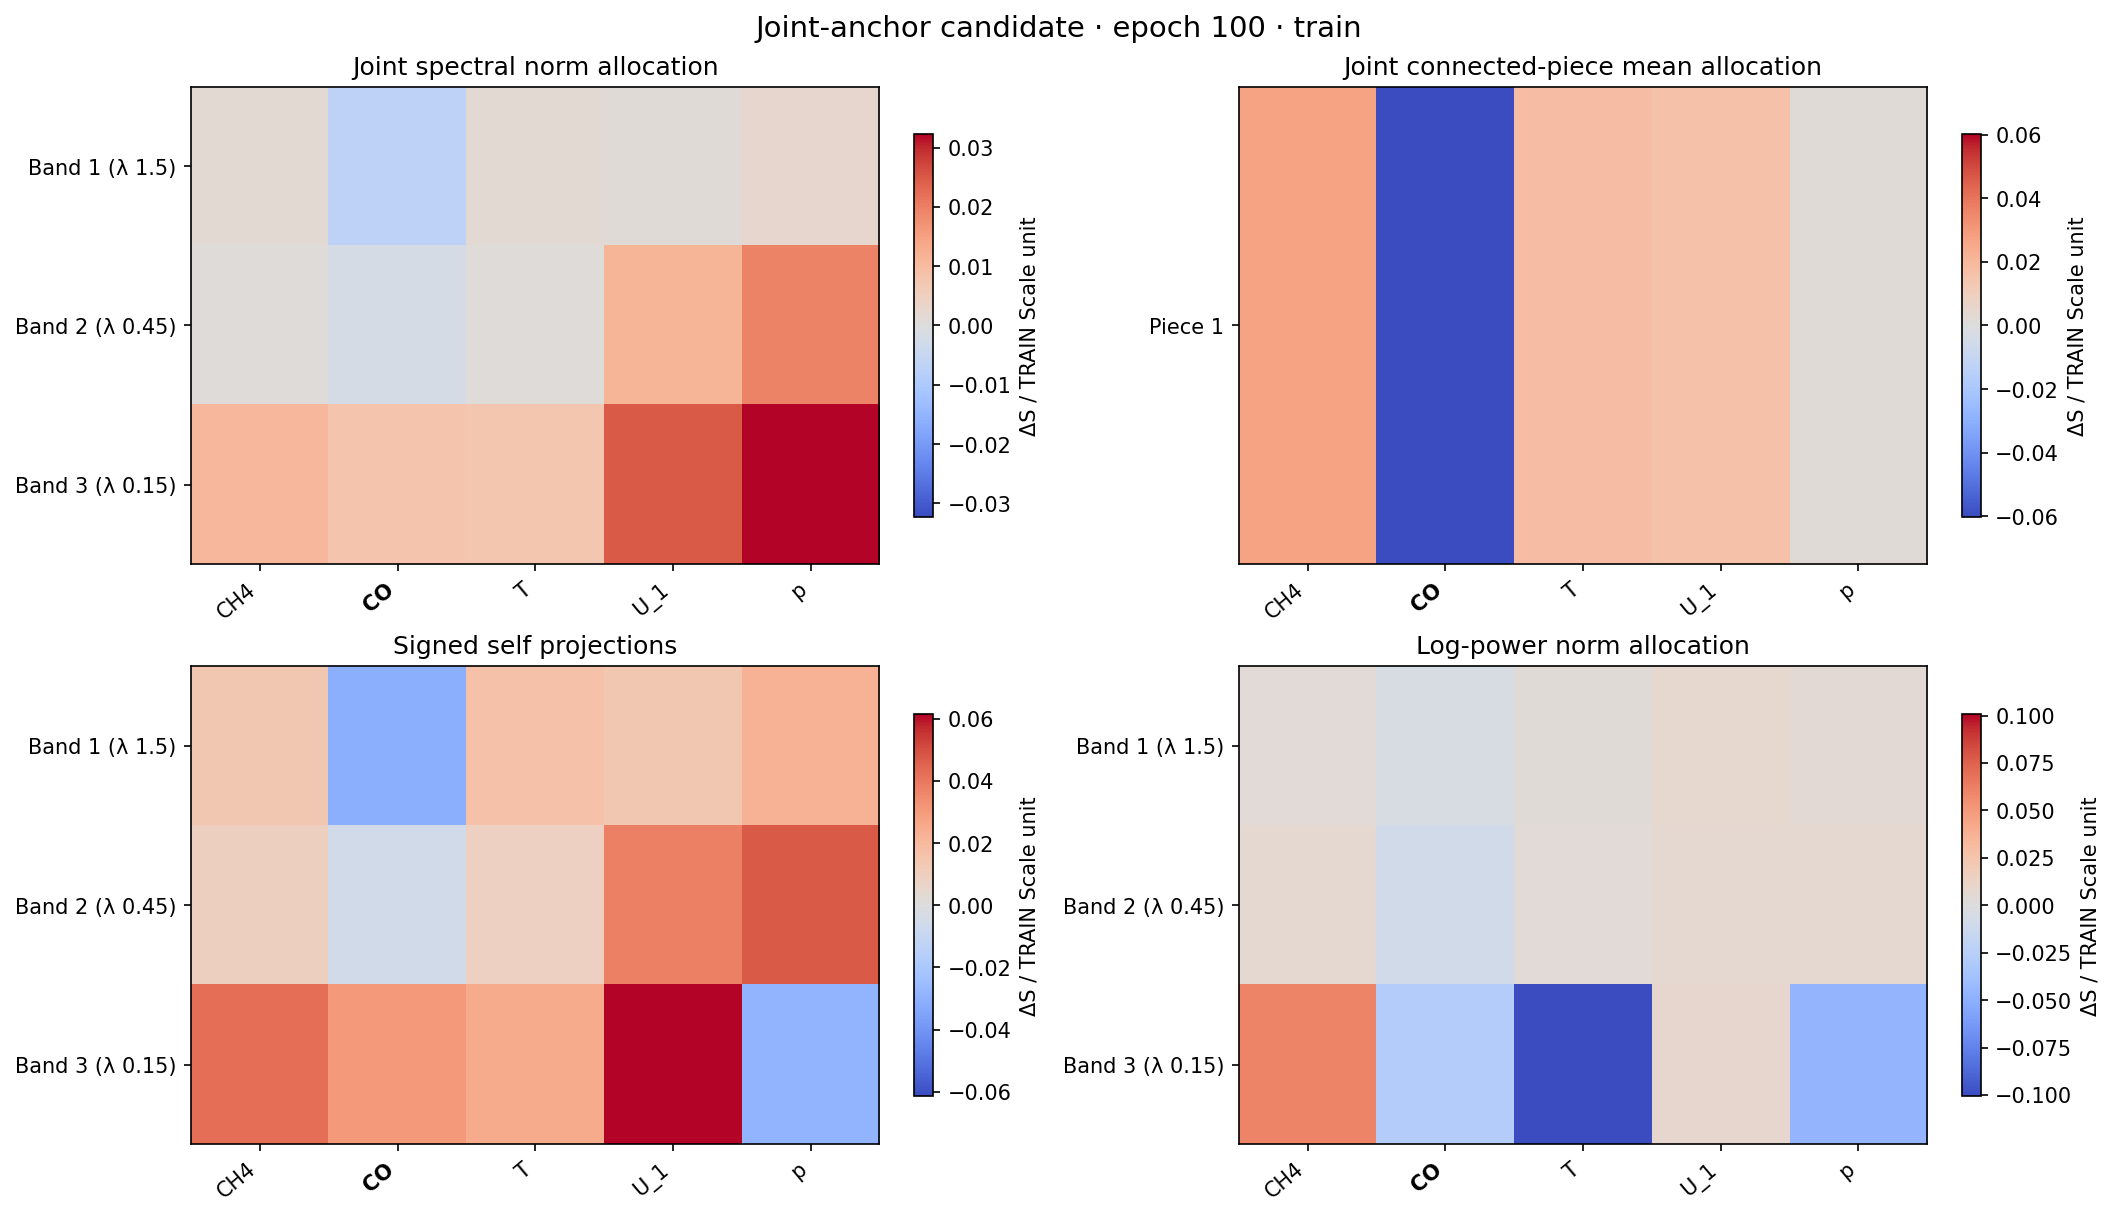 Joint-anchor candidate · epoch 100 · train
Joint spectral norm allocation
Band 1 (λ 1.5)
Band 2 (λ 0.45)
Band 3 (λ 0.15)
CH4
CO
T
U_1
p
0.03
0.02
0.01
0.00
−0.01
−0.02
−0.03
ΔS / TRAIN Scale unit
Joint connected-piece mean allocation
Piece 1
CH4
CO
T
U_1
p
0.06
0.04
0.02
0.00
−0.02
−0.04
−0.06
ΔS / TRAIN Scale unit
Signed self projections
Band 1 (λ 1.5)
Band 2 (λ 0.45)
Band 3 (λ 0.15)
CH4
CO
T
U_1
p
0.06
0.04
0.02
0.00
−0.02
−0.04
−0.06
ΔS / TRAIN Scale unit
Log-power norm allocation
Band 1 (λ 1.5)
Band 2 (λ 0.45)
Band 3 (λ 0.15)
CH4
CO
T
U_1
p
0.100
0.075
0.050
0.025
0.000
−0.025
−0.050
−0.075
−0.100
ΔS / TRAIN Scale unit